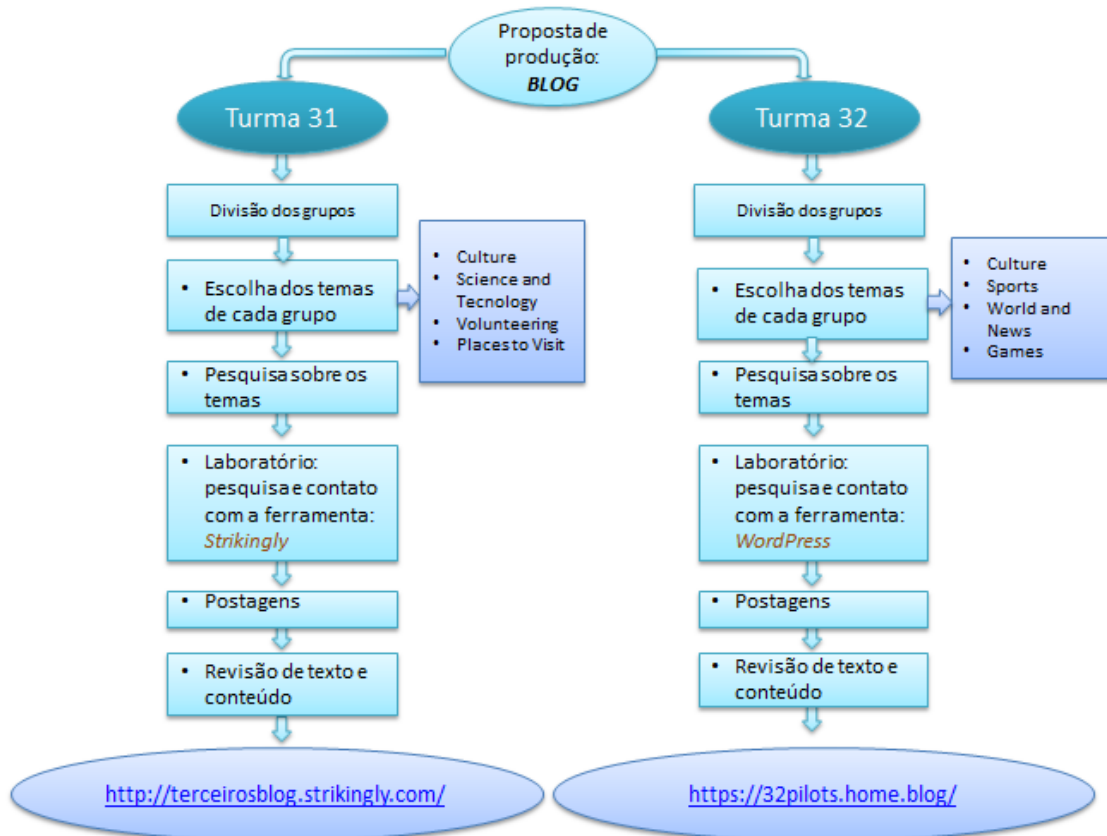 Proposta de
produção:
BLOG
Turma 31
Divisão dos grupos
• Escolha dos temas
de cada grupo
• Culture
• Science and
Tecnology
• Volunteering
• Places to Visit
• Pesquisa sobre os
temas
• Laboratório:
pesquisa e contato
com a ferramenta:
Strikingly
• Postagens
• Revisão de texto e
conteúdo
http://terceirosblog.strikingly.com/
Turma 32
Divisão dos grupos
• Escolha dos temas
de cada grupo
• Culture
• Sports
• World and
News
• Games
• Pesquisa sobre os
temas
• Laboratório:
pesquisa e contato
com a ferramenta:
WordPress
• Postagens
• Revisão de texto e
conteúdo
https://32pilots.home.blog/